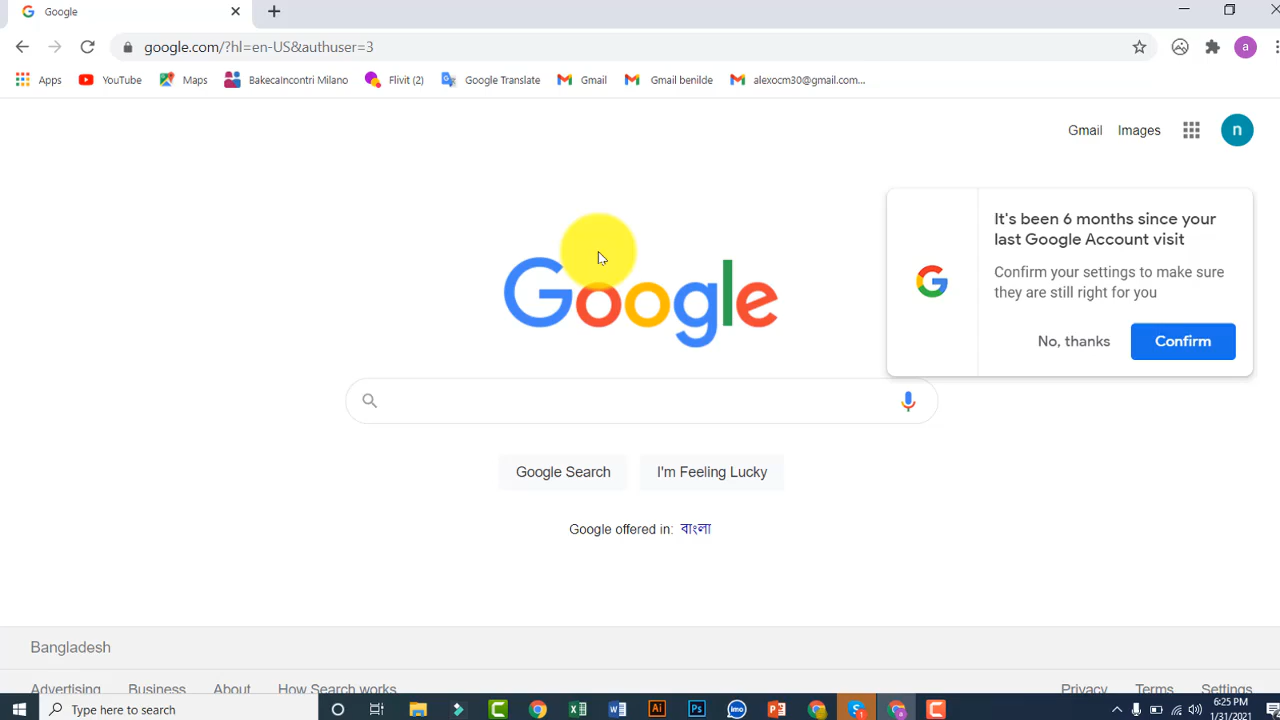 Google
google.com/?hl=en-US&authuser=3
a
Apps YouTube Maps BakecaIncontri Milano Flivit (2) Google Translate Gmail Gmail benilde alexocm30@gmail.com...
Gmail Images n
It's been 6 months since your
last Google Account visit
Confirm your settings to make sure
they are still right for you
No, thanks Confirm
Google
Google Search I'm Feeling Lucky
Google offered in: বাংলা
Bangladesh
Advertising Business About How Search works Privacy Terms Settings
Type here to search
6:25 PM
1/31/2021